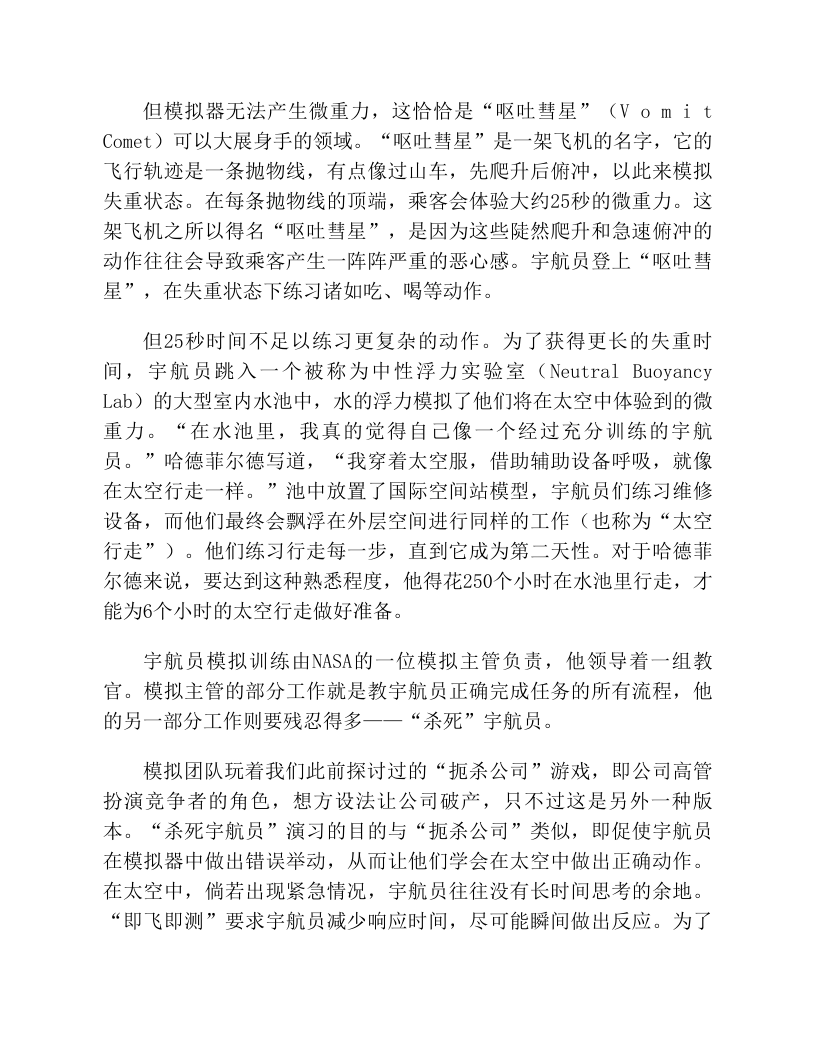 但模拟器无法产生微重力，这恰恰是“呕吐彗星”（V o m i t
Comet）可以大展身手的领域。“呕吐彗星”是一架飞机的名字，它的
飞行轨迹是一条抛物线，有点像过山车，先爬升后俯冲，以此来模拟
失重状态。在每条抛物线的顶端，乘客会体验大约25秒的微重力。这
架飞机之所以得名“呕吐彗星”，是因为这些陡然爬升和急速俯冲的
动作往往会导致乘客产生一阵阵严重的恶心感。宇航员登上“呕吐彗
星”，在失重状态下练习诸如吃、喝等动作。
但25秒时间不足以练习更复杂的动作。为了获得更长的失重时
间，宇航员跳入一个被称为中性浮力实验室（Neutral Buoyancy
Lab）的大型室内水池中，水的浮力模拟了他们将在太空中体验到的微
重力。“在水池里，我真的觉得自己像一个经过充分训练的宇航
员。”哈德菲尔德写道，“我穿着太空服，借助辅助设备呼吸，就像
在太空行走一样。”池中放置了国际空间站模型，宇航员们练习维修
设备，而他们最终会飘浮在外层空间进行同样的工作（也称为“太空
行走”）。他们练习行走每一步，直到它成为第二天性。对于哈德菲
尔德来说，要达到这种熟悉程度，他得花250个小时在水池里行走，才
能为6个小时的太空行走做好准备。
宇航员模拟训练由NASA的一位模拟主管负责，他领导着一组教
官。模拟主管的部分工作就是教宇航员正确完成任务的所有流程，他
的另一部分工作则要残忍得多——“杀死”宇航员。
模拟团队玩着我们此前探讨过的“扼杀公司”游戏，即公司高管
扮演竞争者的角色，想方设法让公司破产，只不过这是另外一种版
本。“杀死宇航员”演习的目的与“扼杀公司”类似，即促使宇航员
在模拟器中做出错误举动，从而让他们学会在太空中做出正确动作。
在太空中，倘若出现紧急情况，宇航员往往没有长时间思考的余地。
“即飞即测”要求宇航员减少响应时间，尽可能瞬间做出反应。为了